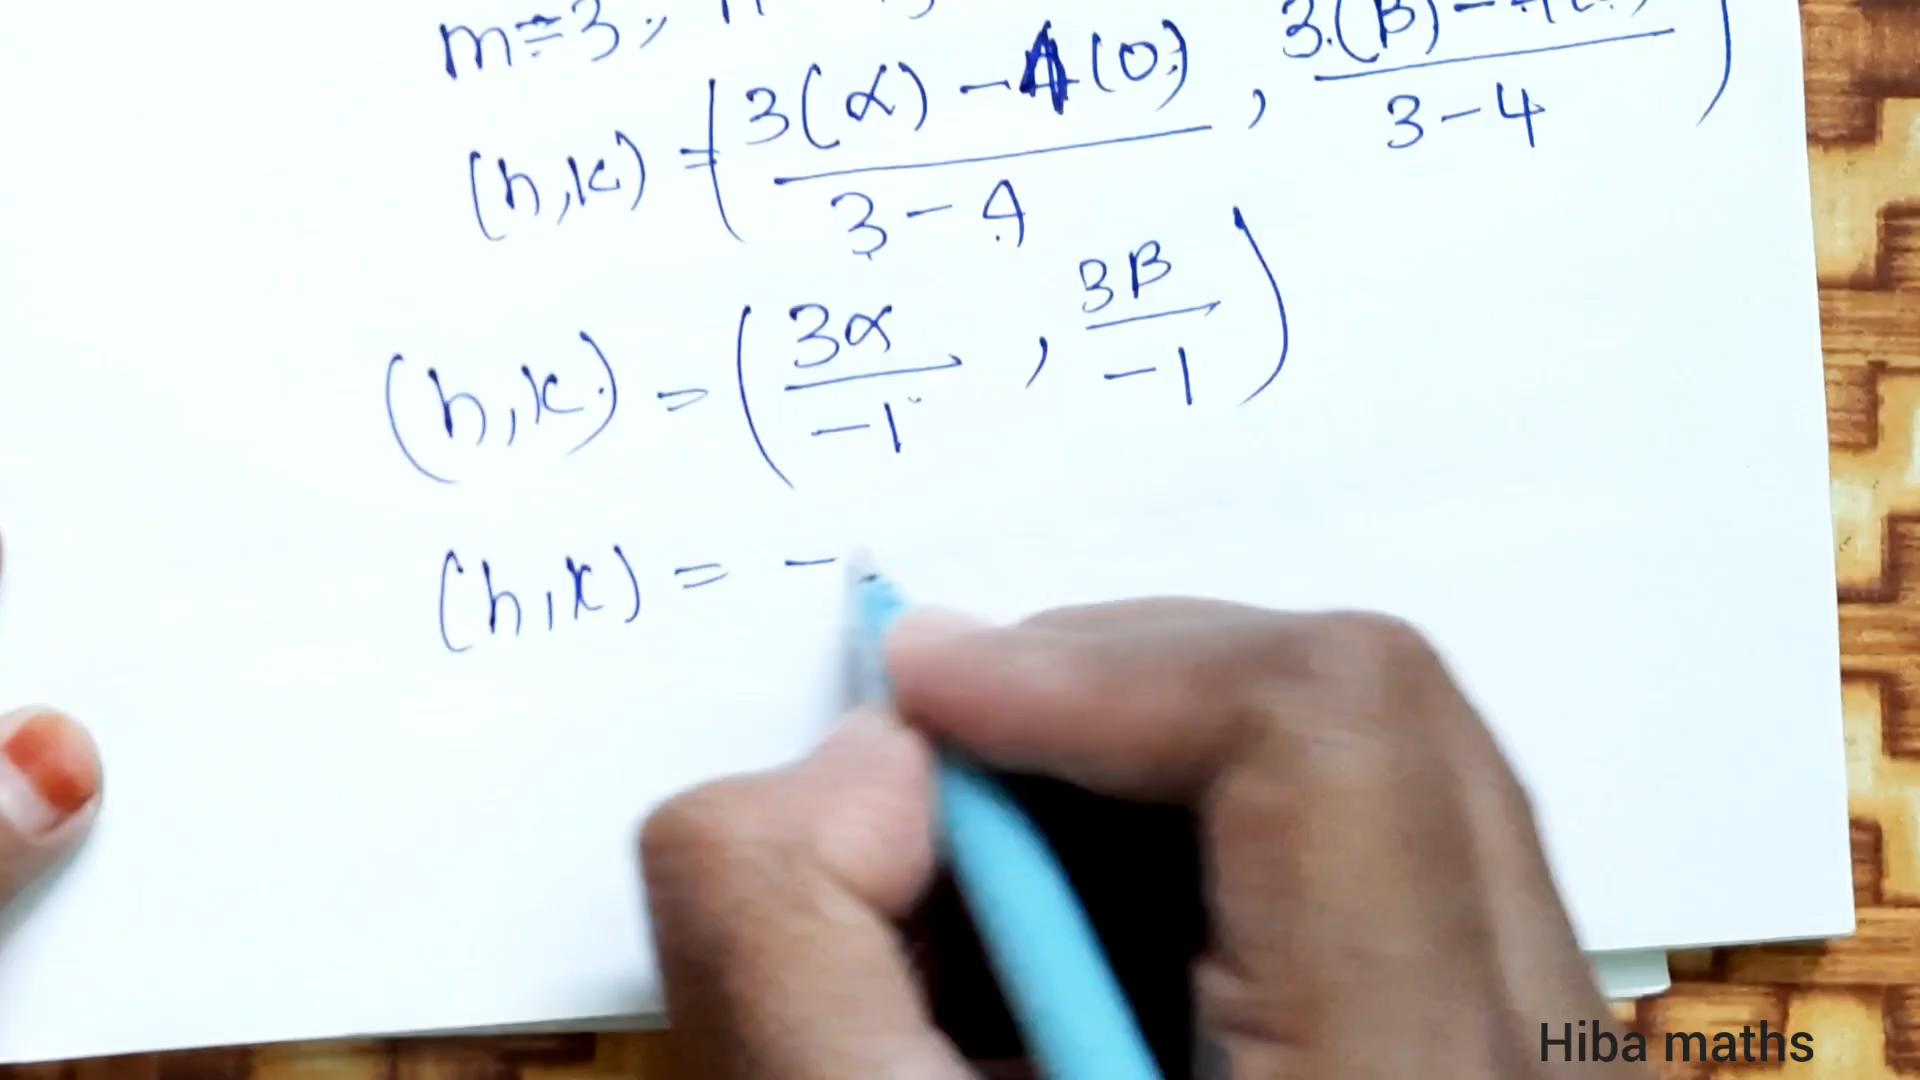 m=3,
(h,k) = (3(α) - 4(0) / 3-4 , 3(β) - / 3-4)
(h,k) = (3α / -1 , 3β / -1)
(h,k) = -
Hiba maths